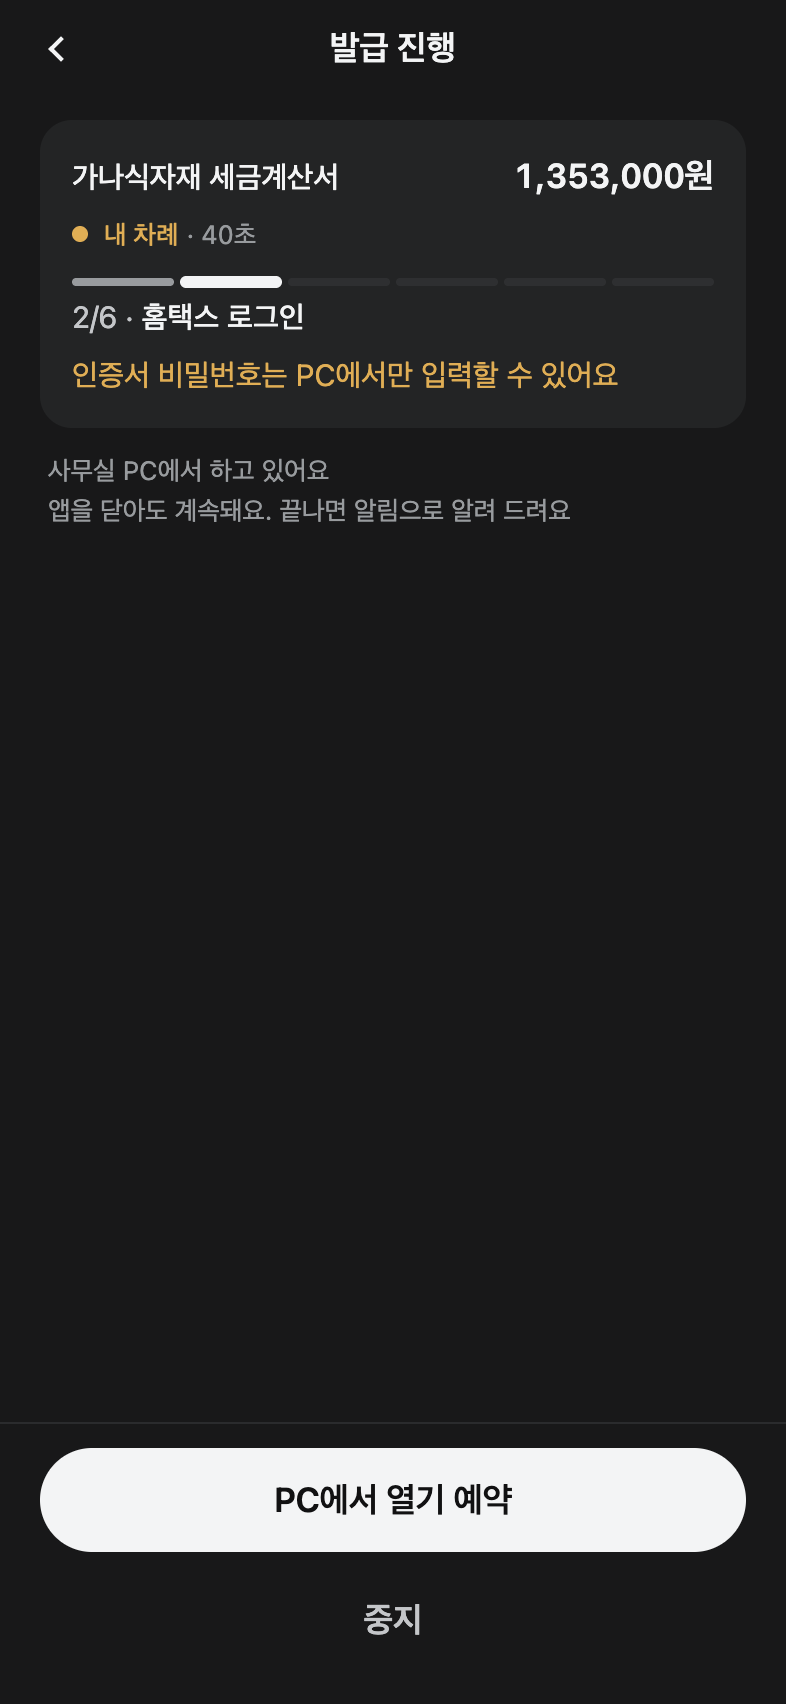 발급 진행
가나식자재 세금계산서 1,353,000원
내 차례 · 40초
2/6 · 홈택스 로그인
인증서 비밀번호는 PC에서만 입력할 수 있어요
사무실 PC에서 하고 있어요
앱을 닫아도 계속돼요. 끝나면 알림으로 알려 드려요
PC에서 열기 예약
중지